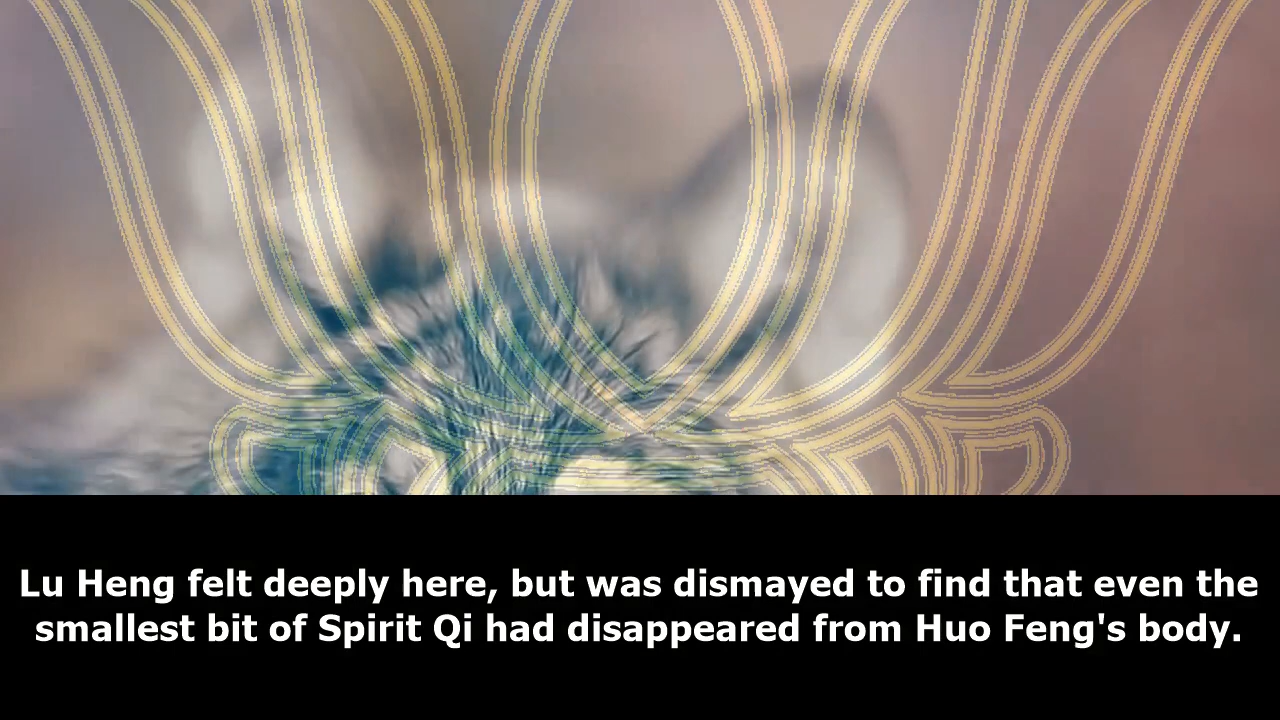 Lu Heng felt deeply here, but was dismayed to find that even the
smallest bit of Spirit Qi had disappeared from Huo Feng's body.